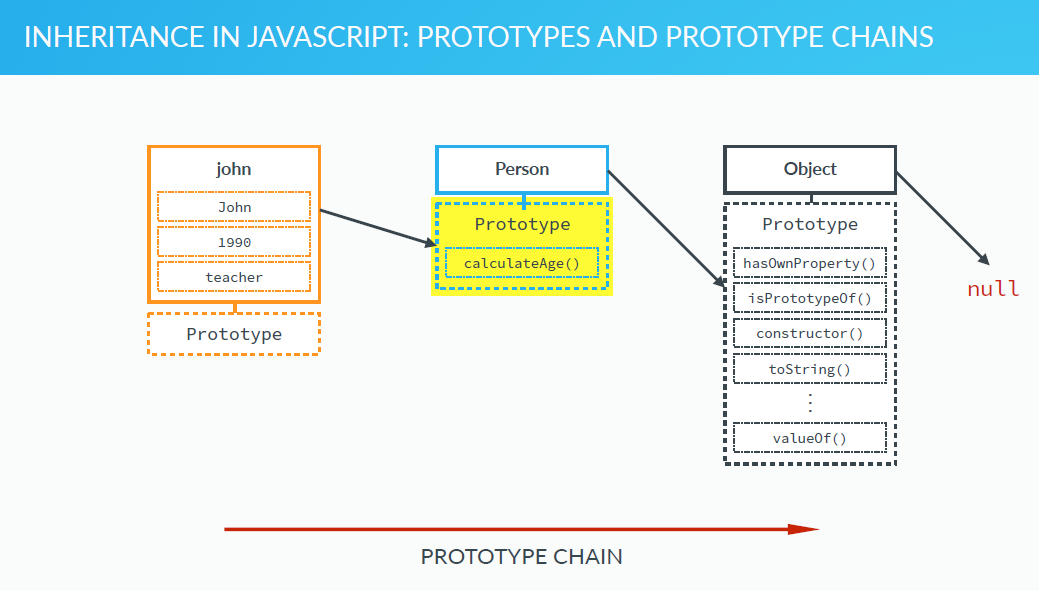 INHERITANCE IN JAVASCRIPT: PROTOTYPES AND PROTOTYPE CHAINS
john
John
1990
teacher
Prototype
Person
Prototype
calculateAge()
Object
Prototype
hasOwnProperty()
isPrototypeOf()
constructor()
toString()
⋮
valueOf()
null
PROTOTYPE CHAIN